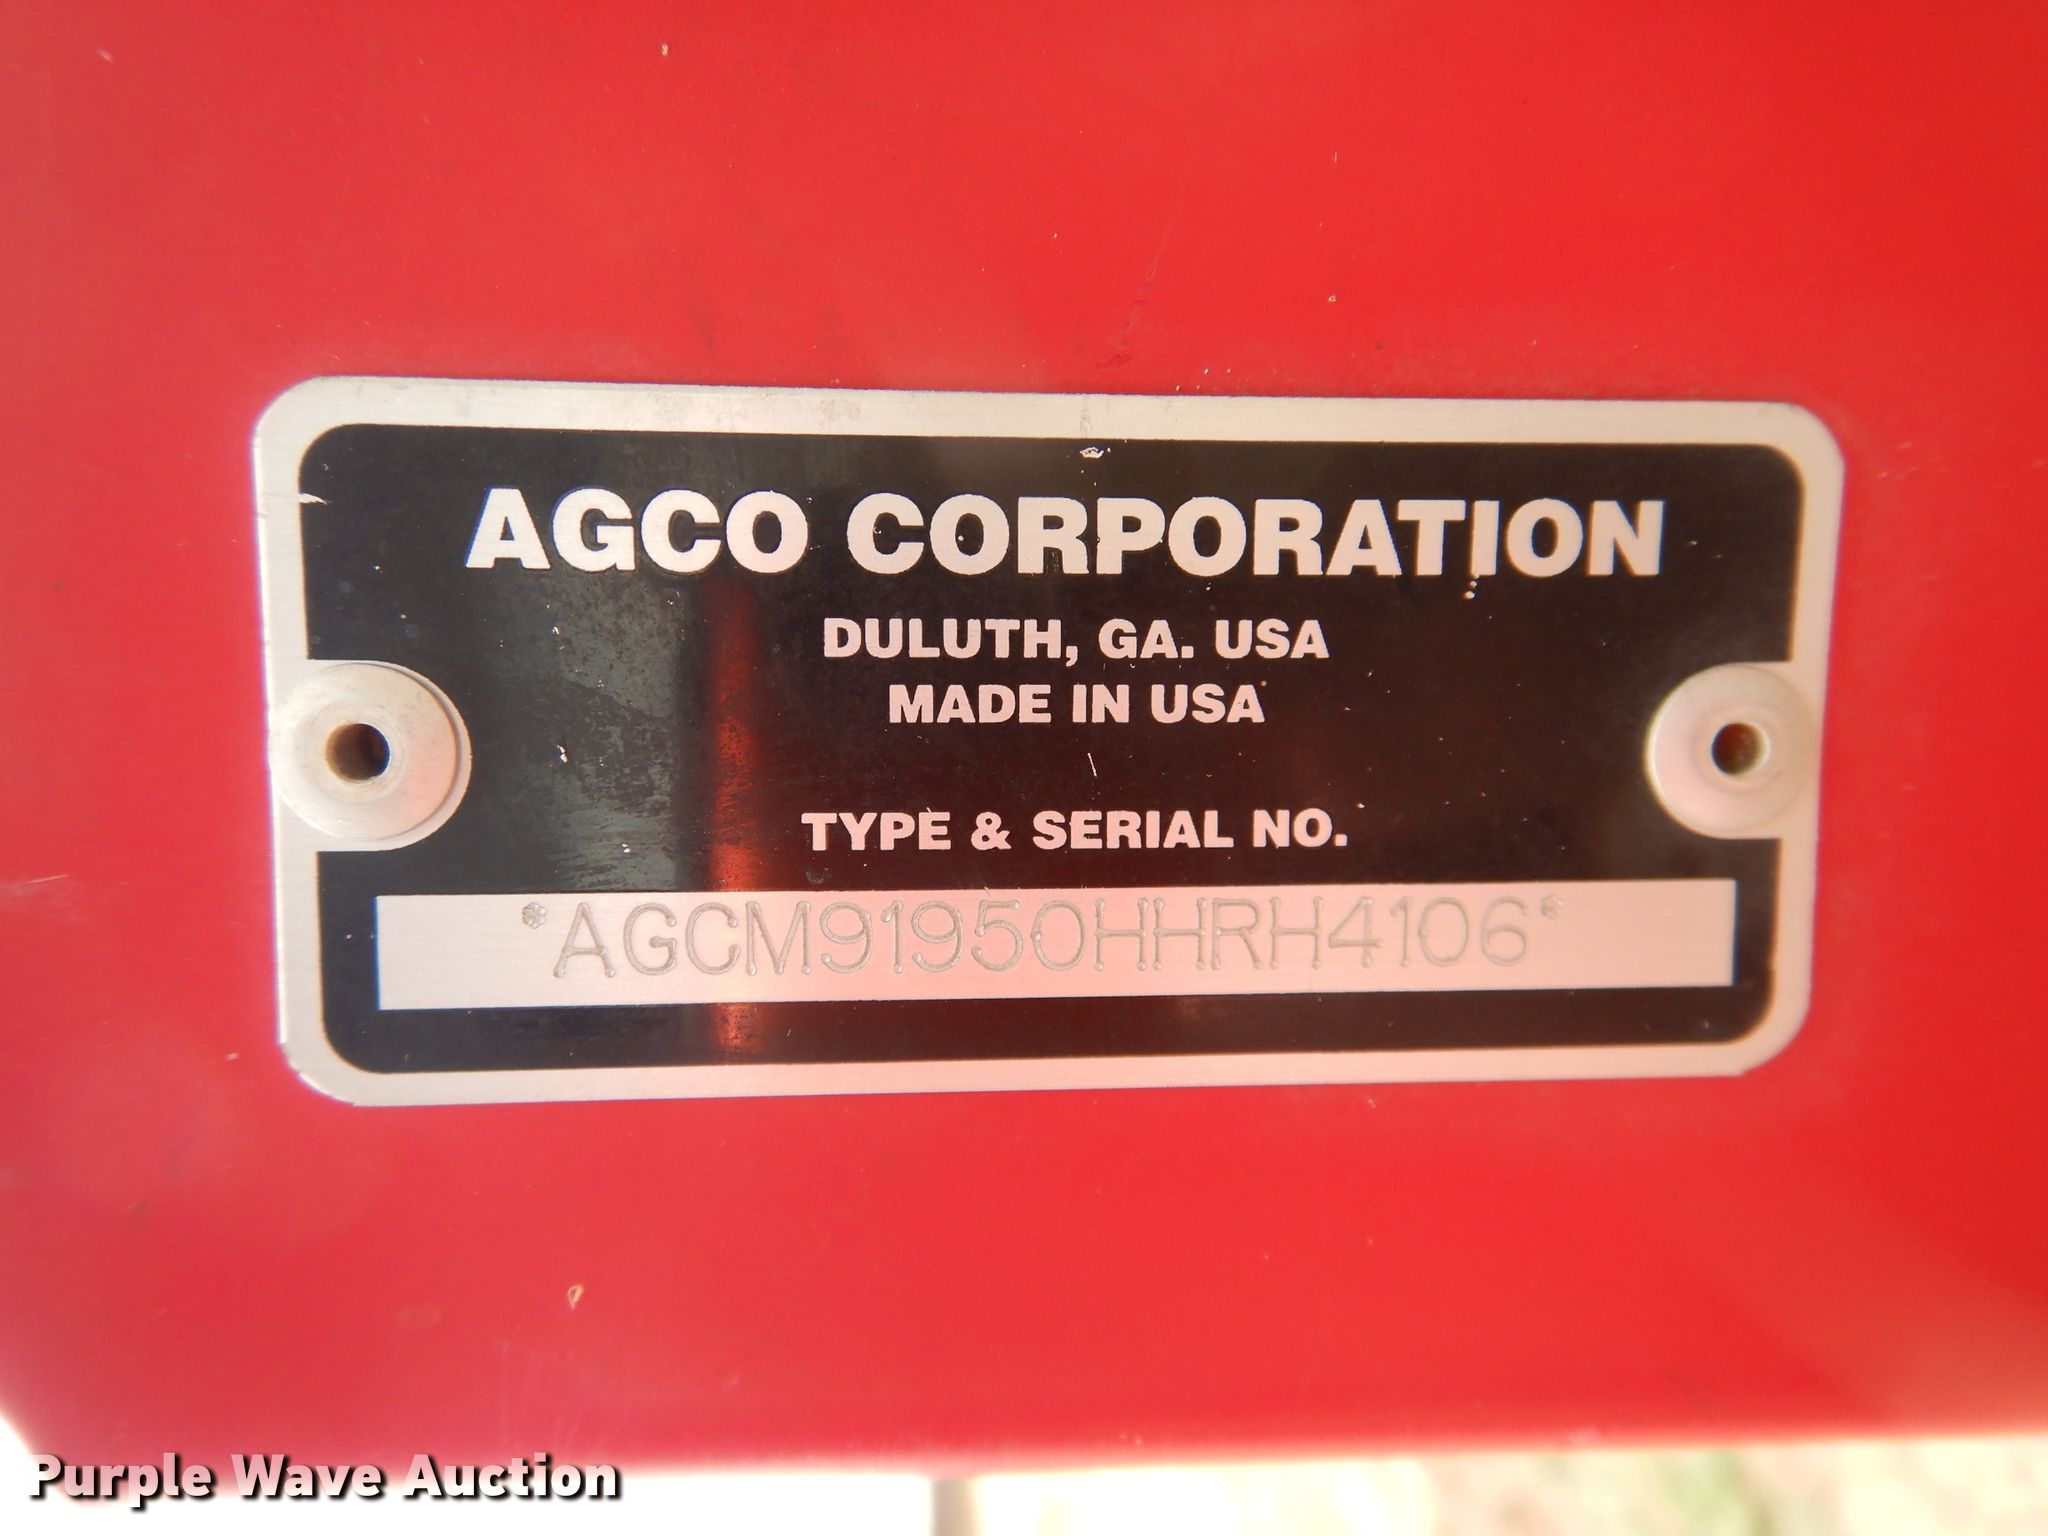 AGCO CORPORATION
DULUTH, GA. USA
MADE IN USA
TYPE & SERIAL NO.
*AGCM91950HHRH4106*
Purple Wave Auction